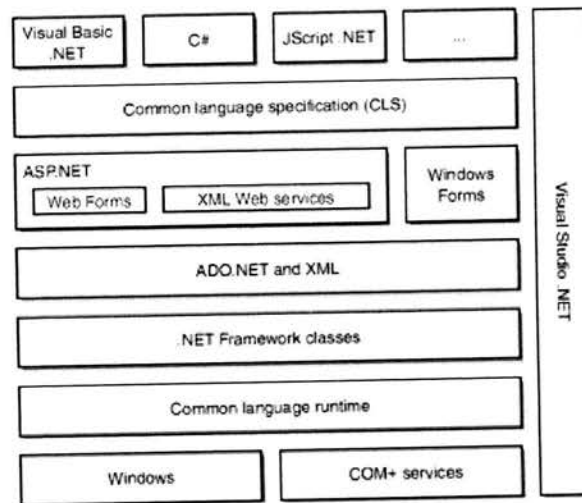 Visual Basic
.NET
C#
JScript .NET
...
Common language specification (CLS)
ASP.NET
Web Forms
XML Web services
Windows
Forms
ADO.NET and XML
.NET Framework classes
Common language runtime
Windows
COM+ services
Visual Studio .NET